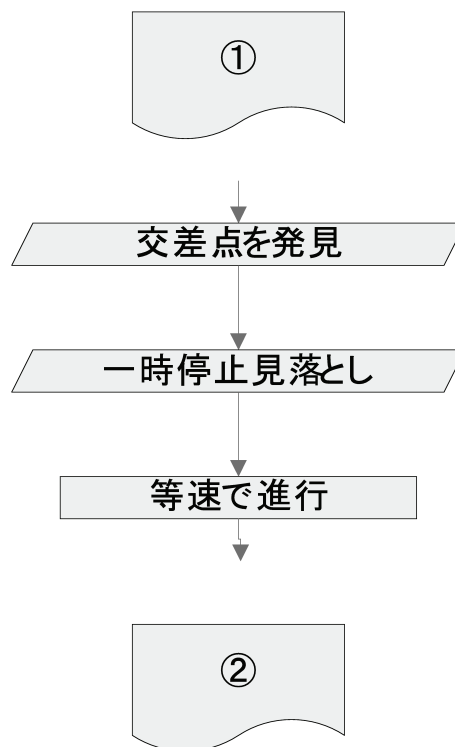 ①
交差点を発見
一時停止見落とし
等速で進行
②